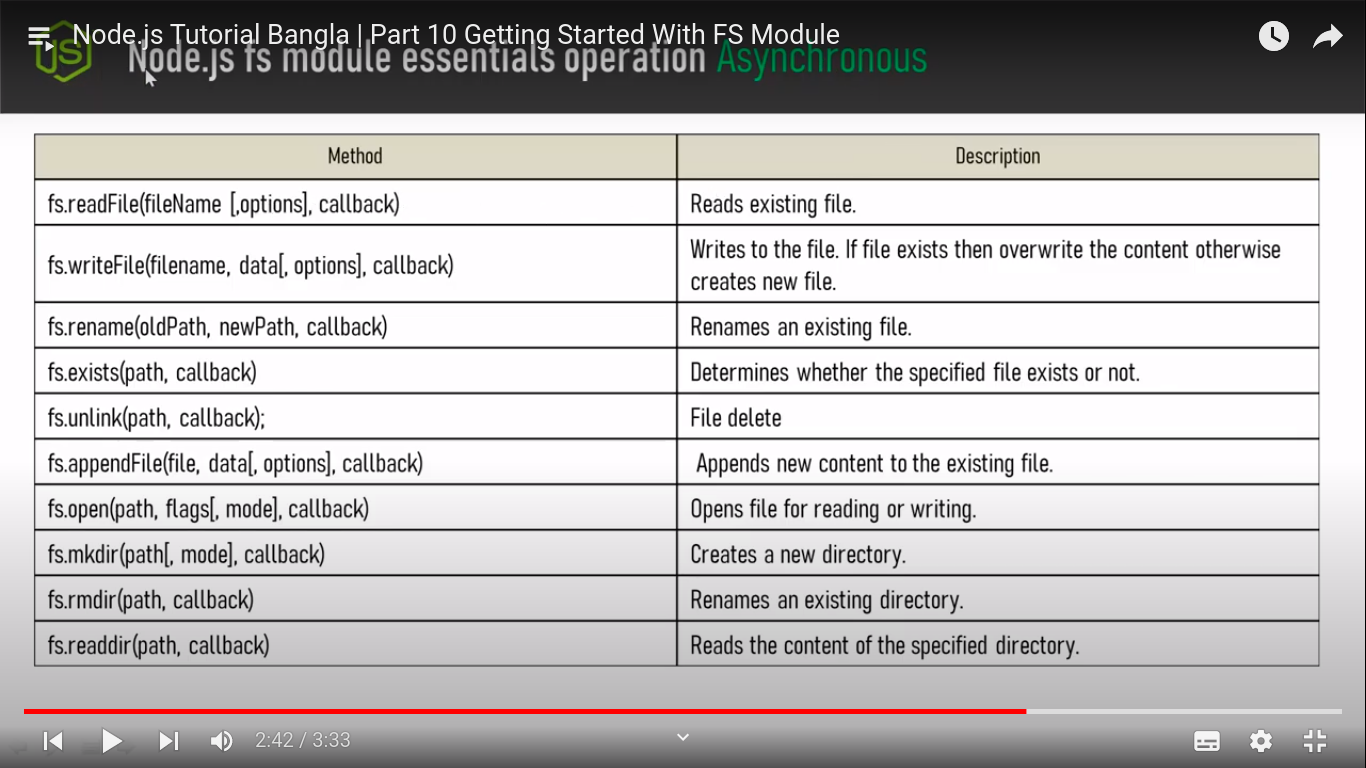 Node.js Tutorial Bangla | Part 10 Getting Started With FS Module
JS
Node.js fs module essentials operation Asynchronous
Method Description
fs.readFile(fileName [,options], callback) Reads existing file.
fs.writeFile(filename, data[, options], callback) Writes to the file. If file exists then overwrite the content otherwise
creates new file.
fs.rename(oldPath, newPath, callback) Renames an existing file.
fs.exists(path, callback) Determines whether the specified file exists or not.
fs.unlink(path, callback); File delete
fs.appendFile(file, data[, options], callback) Appends new content to the existing file.
fs.open(path, flags[, mode], callback) Opens file for reading or writing.
fs.mkdir(path[, mode], callback) Creates a new directory.
fs.rmdir(path, callback) Renames an existing directory.
fs.readdir(path, callback) Reads the content of the specified directory.
2:42 / 3:33